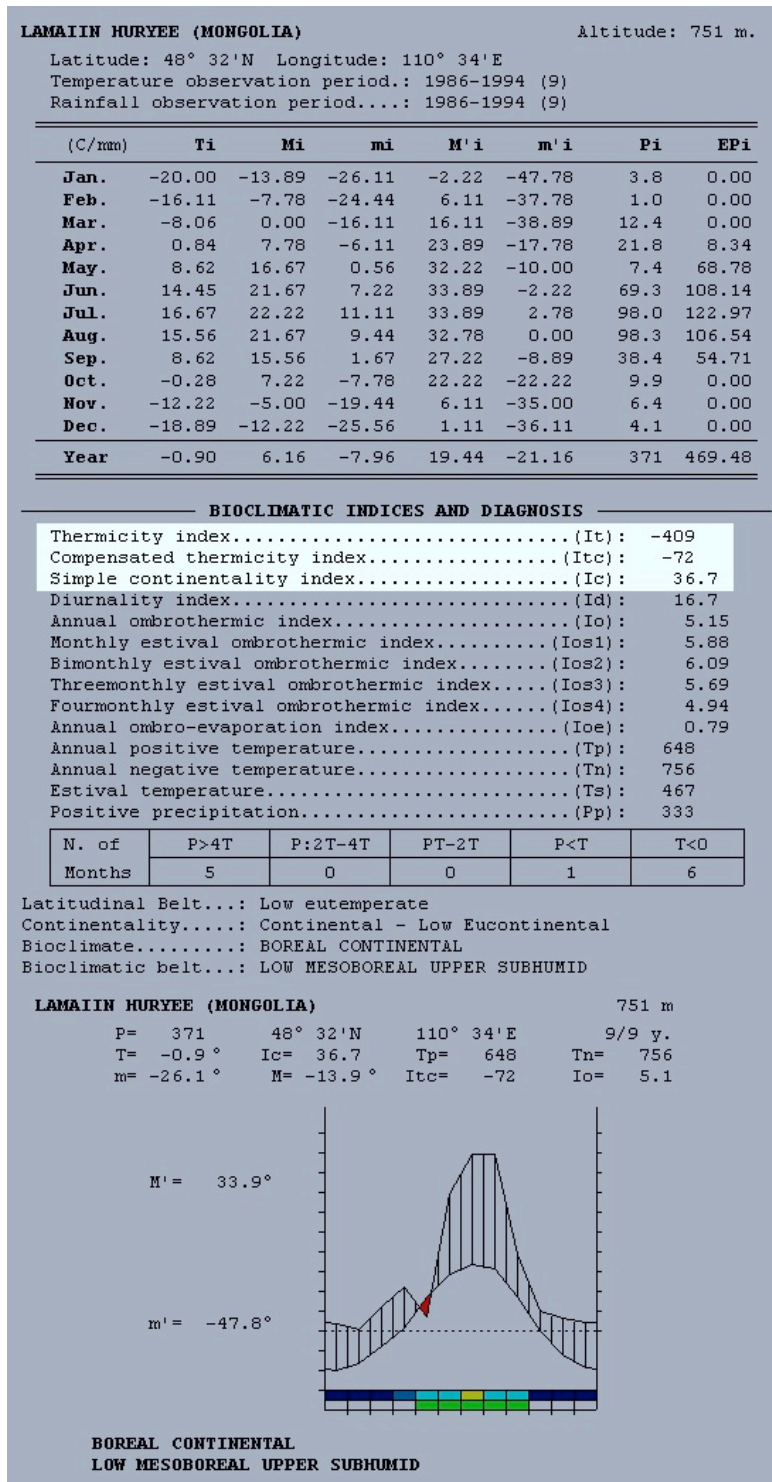 LAMAIIN HURYEE (MONGOLIA) Altitude: 751 m.
Latitude: 48° 32'N Longitude: 110° 34'E
Temperature observation period.: 1986-1994 (9)
Rainfall observation period....: 1986-1994 (9)
(C/mm) Ti Mi mi M'i m'i Pi EPi
Jan. -20.00 -13.89 -26.11 -2.22 -47.78 3.8 0.00
Feb. -16.11 -7.78 -24.44 6.11 -37.78 1.0 0.00
Mar. -8.06 0.00 -16.11 16.11 -38.89 12.4 0.00
Apr. 0.84 7.78 -6.11 23.89 -17.78 21.8 8.34
May. 8.62 16.67 0.56 32.22 -10.00 7.4 68.78
Jun. 14.45 21.67 7.22 33.89 -2.22 69.3 108.14
Jul. 16.67 22.22 11.11 33.89 2.78 98.0 122.97
Aug. 15.56 21.67 9.44 32.78 0.00 98.3 106.54
Sep. 8.62 15.56 1.67 27.22 -8.89 38.4 54.71
Oct. -0.28 7.22 -7.78 22.22 -22.22 9.9 0.00
Nov. -12.22 -5.00 -19.44 6.11 -35.00 6.4 0.00
Dec. -18.89 -12.22 -25.56 1.11 -36.11 4.1 0.00
Year -0.90 6.16 -7.96 19.44 -21.16 371 469.48
BIOCLIMATIC INDICES AND DIAGNOSIS
Thermicity index................................(It): -409
Compensated thermicity index..................(Itc): -72
Simple continentality index....................(Ic): 36.7
Diurnality index................................(Id): 16.7
Annual ombrothermic index......................(Io): 5.15
Monthly estival ombrothermic index...........(Ios1): 5.88
Bimonthly estival ombrothermic index.........(Ios2): 6.09
Threemonthly estival ombrothermic index.....(Ios3): 5.69
Fourmonthly estival ombrothermic index......(Ios4): 4.94
Annual ombro-evaporation index................(Ioe): 0.79
Annual positive temperature....................(Tp): 648
Annual negative temperature....................(Tn): 756
Estival temperature.............................(Ts): 467
Positive precipitation..........................(Pp): 333
N. of P>4T P:2T-4T PT-2T P<T T<0
Months 5 0 0 1 6
Latitudinal Belt...: Low eutemperate
Continentality.....: Continental - Low Eucontinental
Bioclimate.........: BOREAL CONTINENTAL
Bioclimatic belt...: LOW MESOBOREAL UPPER SUBHUMID
LAMAIIN HURYEE (MONGOLIA) 751 m
P= 371 48° 32'N 110° 34'E 9/9 y.
T= -0.9° Ic= 36.7 Tp= 648 Tn= 756
m= -26.1° M= -13.9° Itc= -72 Io= 5.1
M'= 33.9°
m'= -47.8°
BOREAL CONTINENTAL
LOW MESOBOREAL UPPER SUBHUMID